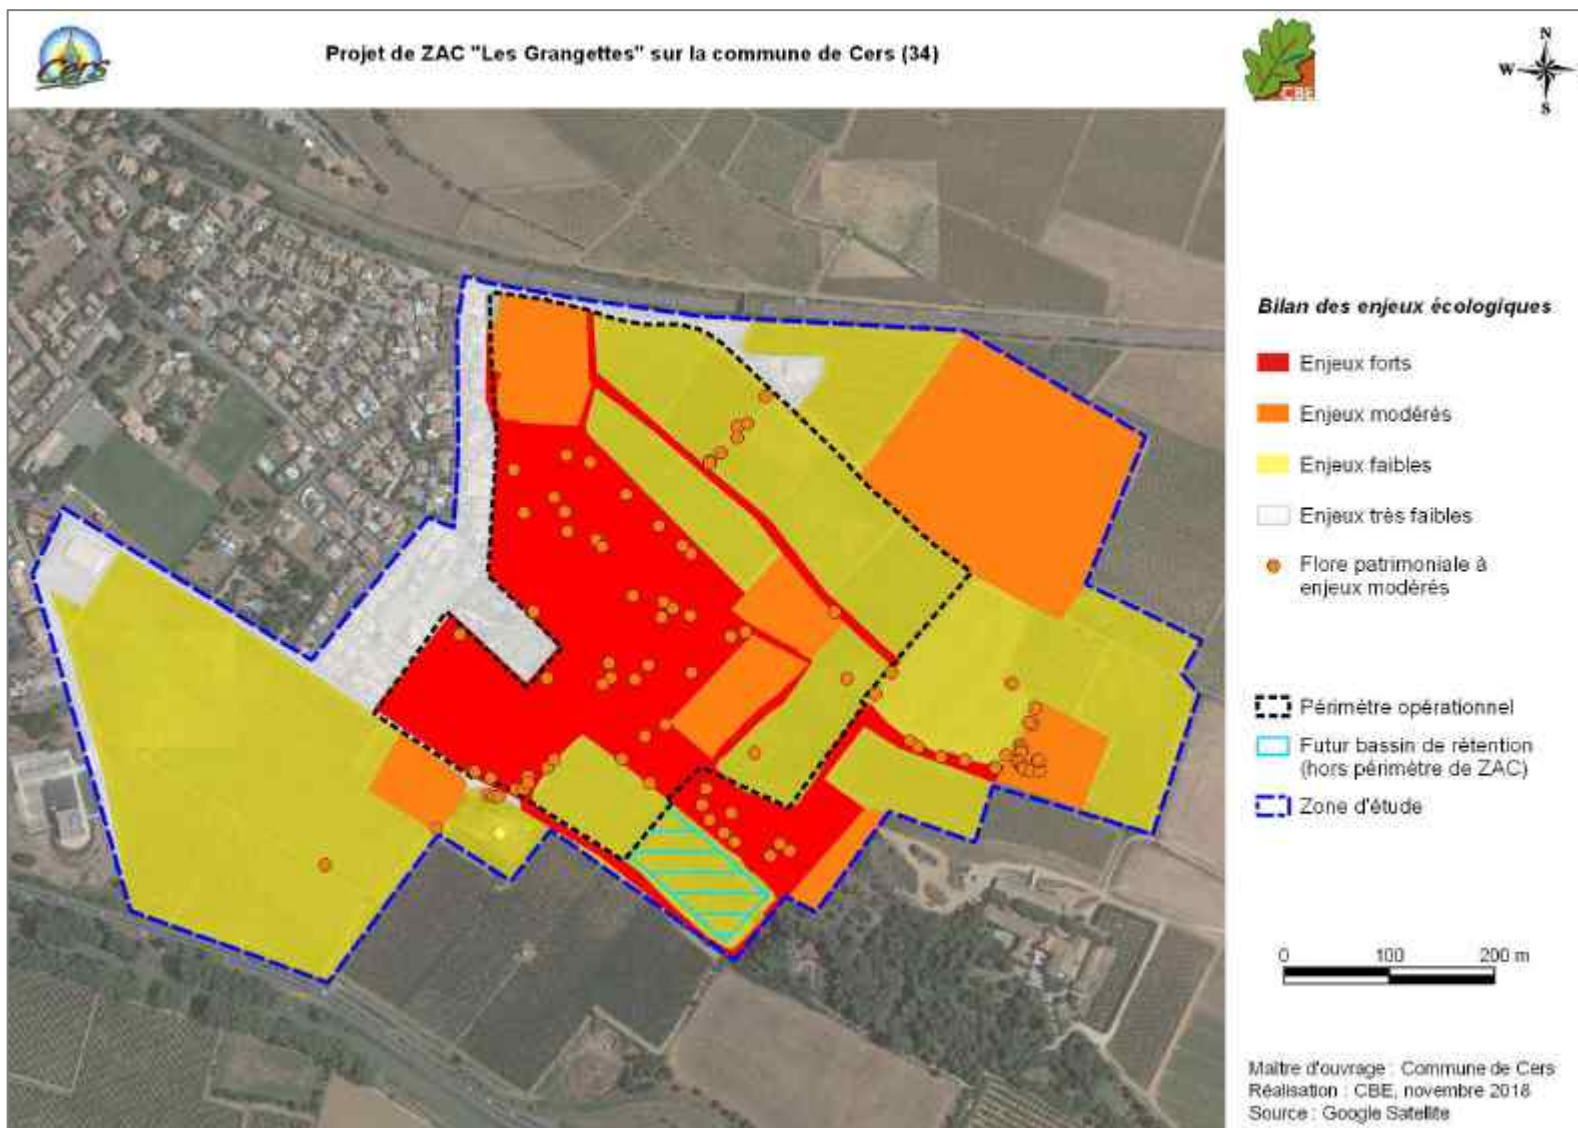 Cers
Projet de ZAC "Les Grangettes" sur la commune de Cers (34)
CBE
N
W
S
Bilan des enjeux écologiques
Enjeux forts
Enjeux modérés
Enjeux faibles
Enjeux très faibles
Flore patrimoniale à
enjeux modérés
Périmètre opérationnel
Futur bassin de rétention
(hors périmètre de ZAC)
Zone d'étude
0 100 200 m
Maître d'ouvrage : Commune de Cers
Réalisation : CBE, novembre 2018
Source : Google Satellite